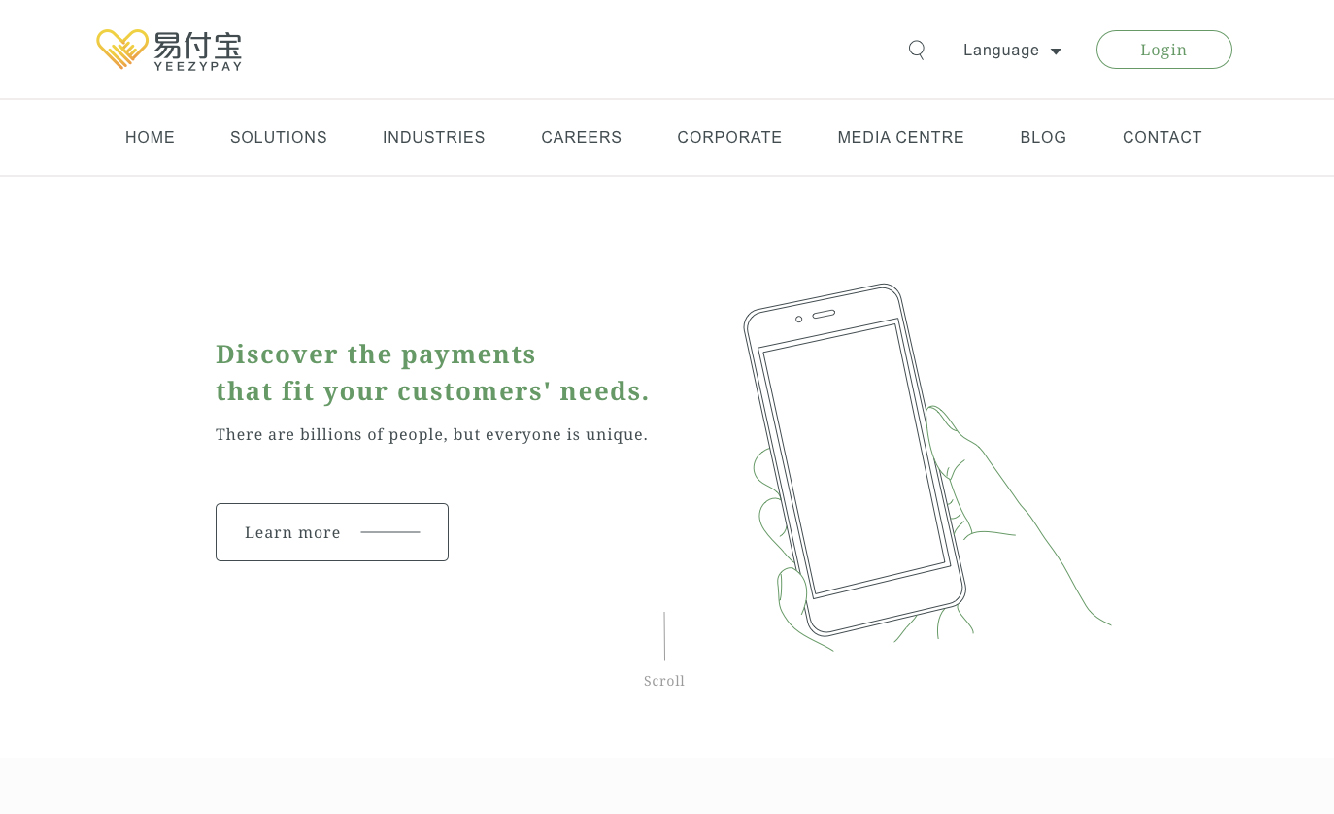 易付宝
YEEZYPAY
Language
Login
HOME
SOLUTIONS
INDUSTRIES
CAREERS
CORPORATE
MEDIA CENTRE
BLOG
CONTACT
Discover the payments
that fit your customers' needs.
There are billions of people, but everyone is unique.
Learn more
Scroll